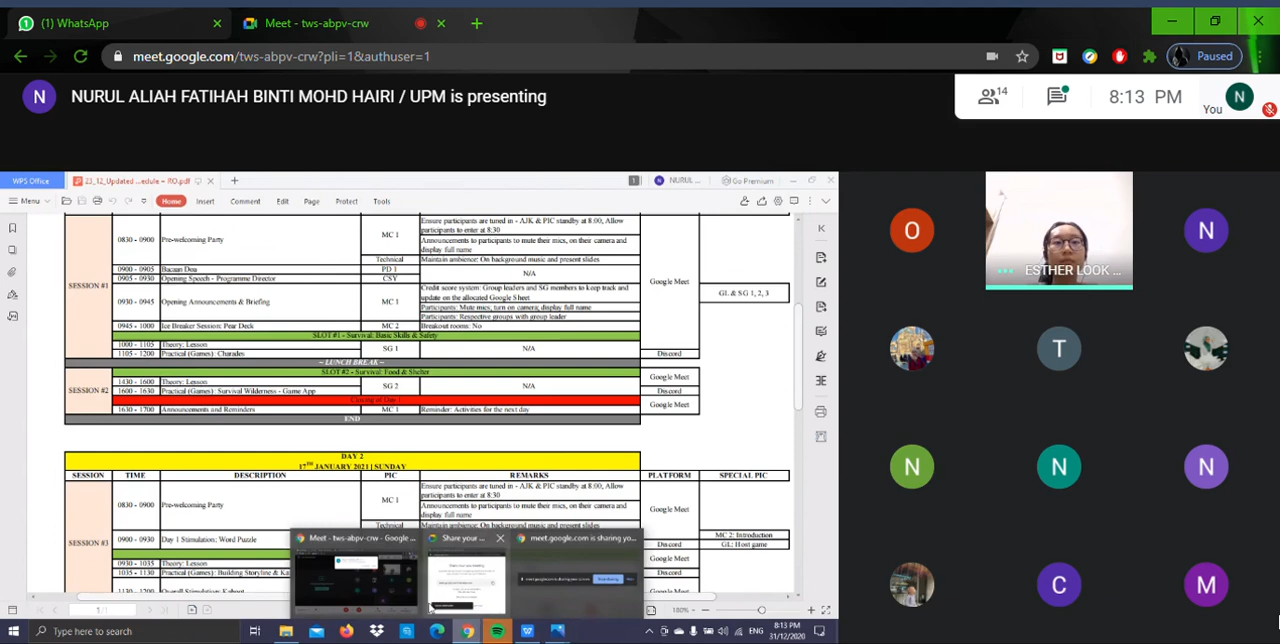 (1) WhatsApp
Meet - tws-abpv-crw
meet.google.com/tws-abpv-crw?pli=1&authuser=1
Paused
N
NURUL ALIAH FATIHAH BINTI MOHD HAIRI / UPM is presenting
14
8:13 PM
You
N
WPS Office
23_12_Updated ...edule – RO.pdf
1
NURUL ...
Go Premium
Menu
Home
Insert
Comment
Edit
Page
Protect
Tools
SESSION #1
0830 - 0900
Pre-welcoming Party
MC 1
Ensure participants are tuned in - AJK & PIC standby at 8:00, Allow
participants to enter at 8:30
Announcements to participants to mute their mics, on their camera and
display full name
Technical
Maintain ambience: On background music and present slides
Google Meet
0900 - 0905
Bacaan Doa
PD 1
N/A
0905 - 0930
Opening Speech - Programme Director
CSY
0930 - 0945
Opening Announcements & Briefing
MC 1
Credit score system: Group leaders and SG members to keep track and
update on the allocated Google Sheet
Participants: Mute mics; turn on camera; display full name
Participants: Respective groups with group leader
GL & SG 1, 2, 3
0945 - 1000
Ice Breaker Session: Pear Deck
MC 2
Breakout rooms: No
SLOT #1 - Survival: Basic Skills & Safety
1000 - 1105
Theory: Lesson
SG 1
N/A
1105 - 1200
Practical (Games): Charades
Discord
~ LUNCH BREAK ~
SESSION #2
SLOT #2 - Survival: Food & Shelter
1430 - 1600
Theory: Lesson
SG 2
N/A
Google Meet
1600 - 1630
Practical (Games): Survival Wilderness - Game App
Discord
Closing of Day 1
1630 - 1700
Announcements and Reminders
MC 1
Reminder: Activities for the next day
Google Meet
END
DAY 2
17TH JANUARY 2021 | SUNDAY
SESSION
TIME
DESCRIPTION
PIC
REMARKS
PLATFORM
SPECIAL PIC
SESSION #3
0830 - 0900
Pre-welcoming Party
MC 1
Ensure participants are tuned in - AJK & PIC standby at 8:00, Allow
participants to enter at 8:30
Announcements to participants to mute their mics, on their camera and
display full name
Technical
Maintain ambience: On background music and present slides
Google Meet
0900 - 0930
Day 1 Stimulation: Word Puzzle
MC 2: Introduction
GL: Host game
0930 - 1035
Theory: Lesson
Google Meet
1035 - 1130
Practical (Games): Building Storyline & Ka
Discord
Google Meet
Meet - tws-abpv-crw - Google ...
Share your ...
meet.google.com is sharing yo...
1/1
100%
O
ESTHER LOOK ...
N
T
N
N
N
C
M
Type here to search
ENG
8:13 PM
31/12/2020